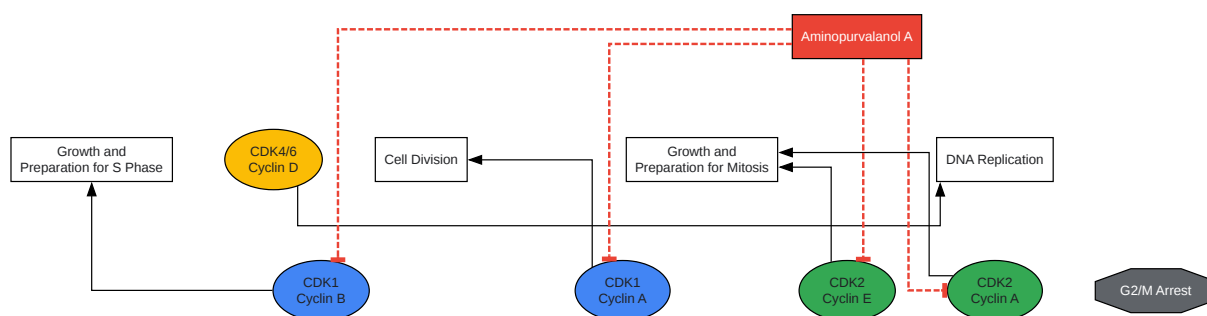 Aminopurvalanol A
Growth and
Preparation for S Phase
CDK4/6
Cyclin D
Cell Division
Growth and
Preparation for Mitosis
DNA Replication
CDK1
Cyclin B
CDK1
Cyclin A
CDK2
Cyclin E
CDK2
Cyclin A
G2/M Arrest